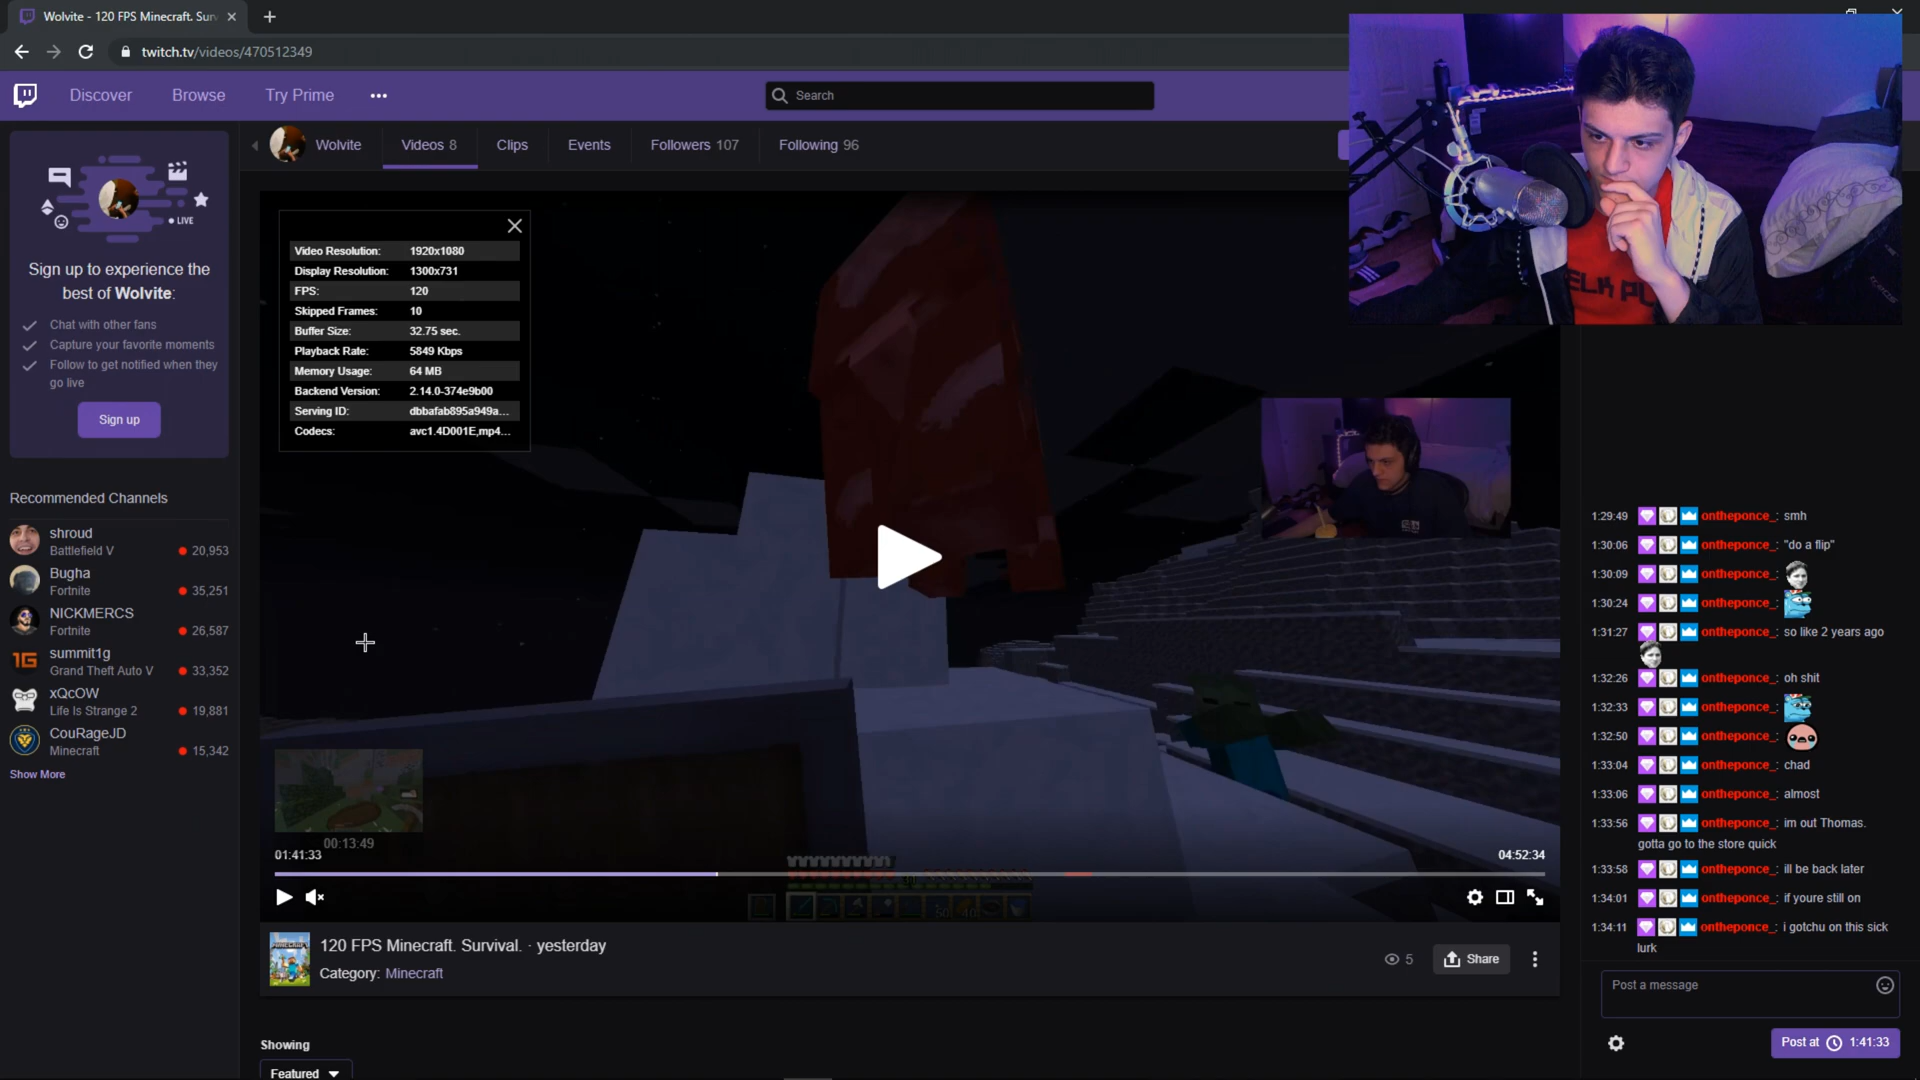 Wolvite - 120 FPS Minecraft. Sur
twitch.tv/videos/470512349
Discover
Browse
Try Prime
Search
Wolvite
Videos 8
Clips
Events
Followers 107
Following 96
LIVE
Sign up to experience the
best of Wolvite:
Chat with other fans
Capture your favorite moments
Follow to get notified when they
go live
Sign up
Recommended Channels
shroud
Battlefield V 20,953
Bugha
Fortnite 35,251
NICKMERCS
Fortnite 26,587
summit1g
Grand Theft Auto V 33,352
xQcOW
Life Is Strange 2 19,881
CouRageJD
Minecraft 15,342
Show More
Video Resolution: 1920x1080
Display Resolution: 1300x731
FPS: 120
Skipped Frames: 10
Buffer Size: 32.75 sec.
Playback Rate: 5849 Kbps
Memory Usage: 64 MB
Backend Version: 2.14.0-374e9b00
Serving ID: dbbafab895a949a...
Codecs: avc1.4D001E,mp4...
00:13:49
01:41:33
04:52:34
120 FPS Minecraft. Survival. · yesterday
Category: Minecraft
5
Share
Showing
Featured
1:29:49 ontheponce_: smh
1:30:06 ontheponce_: "do a flip"
1:30:09 ontheponce_:
1:30:24 ontheponce_:
1:31:27 ontheponce_: so like 2 years ago
1:32:26 ontheponce_: oh shit
1:32:33 ontheponce_:
1:32:50 ontheponce_:
1:33:04 ontheponce_: chad
1:33:06 ontheponce_: almost
1:33:56 ontheponce_: im out Thomas.
gotta go to the store quick
1:33:58 ontheponce_: ill be back later
1:34:01 ontheponce_: if youre still on
1:34:11 ontheponce_: i gotchu on this sick
lurk
Post a message
Post at 1:41:33